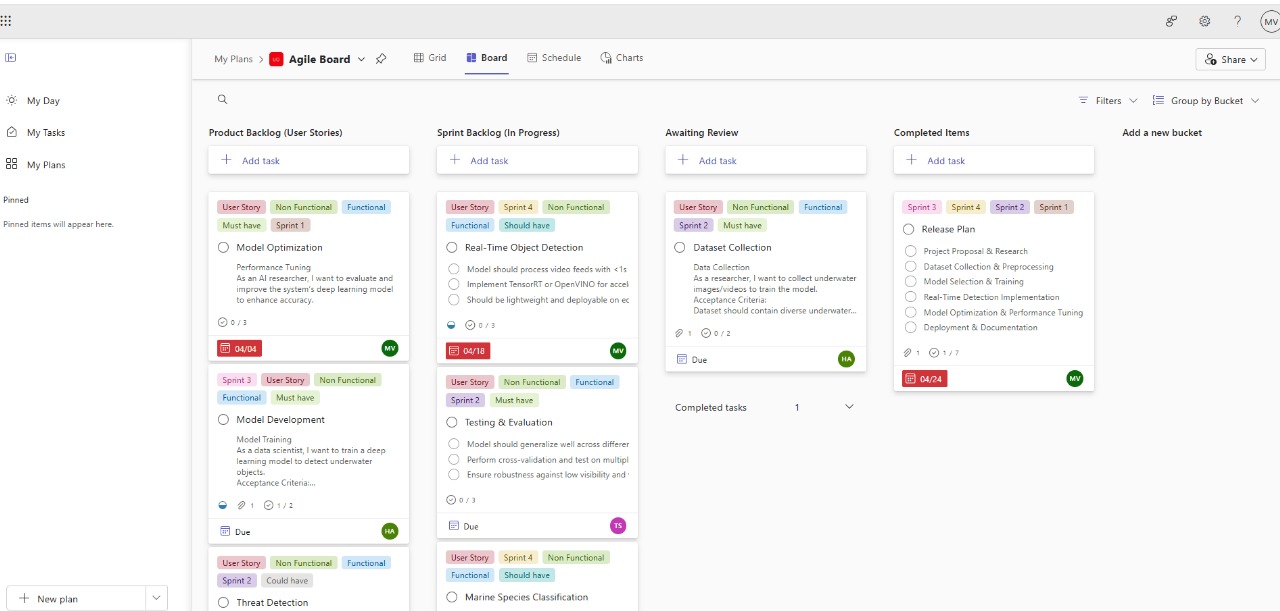 MV
My Plans > Agile Board
Grid
Board
Schedule
Charts
Share
My Day
My Tasks
My Plans
Pinned
Pinned items will appear here.
New plan
Filters
Group by Bucket
Product Backlog (User Stories)
Add task
User Story Non Functional Functional
Must have Sprint 1
Model Optimization
Performance Tuning
As an AI researcher, I want to evaluate and
improve the system's deep learning model
to enhance accuracy.
0 / 3
04/04 MV
Sprint 3 User Story Non Functional
Functional Must have
Model Development
Model Training
As a data scientist, I want to train a deep
learning model to detect underwater
objects.
Acceptance Criteria:...
1 1 / 2
Due HA
User Story Non Functional Functional
Sprint 2 Could have
Threat Detection
Sprint Backlog (In Progress)
Add task
User Story Sprint 4 Non Functional
Functional Should have
Real-Time Object Detection
Model should process video feeds with <1s
Implement TensorRT or OpenVINO for accel
Should be lightweight and deployable on ed
0 / 3
04/18 MV
User Story Non Functional Functional
Sprint 2 Must have
Testing & Evaluation
Model should generalize well across differen
Perform cross-validation and test on multipl
Ensure robustness against low visibility and
0 / 3
Due TS
User Story Sprint 4 Non Functional
Functional Should have
Marine Species Classification
Awaiting Review
Add task
User Story Non Functional Functional
Sprint 2 Must have
Dataset Collection
Data Collection
As a researcher, I want to collect underwater
images/videos to train the model.
Acceptance Criteria:
Dataset should contain diverse underwater...
1 0 / 2
Due HA
Completed tasks 1
Completed Items
Add task
Sprint 3 Sprint 4 Sprint 2 Sprint 1
Release Plan
Project Proposal & Research
Dataset Collection & Preprocessing
Model Selection & Training
Real-Time Detection Implementation
Model Optimization & Performance Tuning
Deployment & Documentation
1 1 / 7
04/24 MV
Add a new bucket